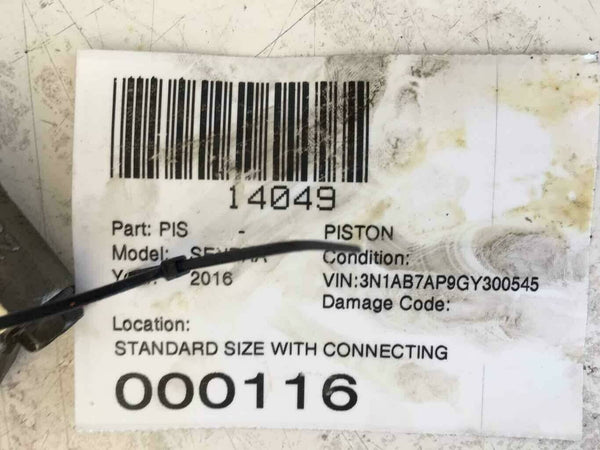 14049
Part: PIS - PISTON
Model: Condition:
2016 VIN:3N1AB7AP9GY300545
Damage Code:
Location:
STANDARD SIZE WITH CONNECTING
000116